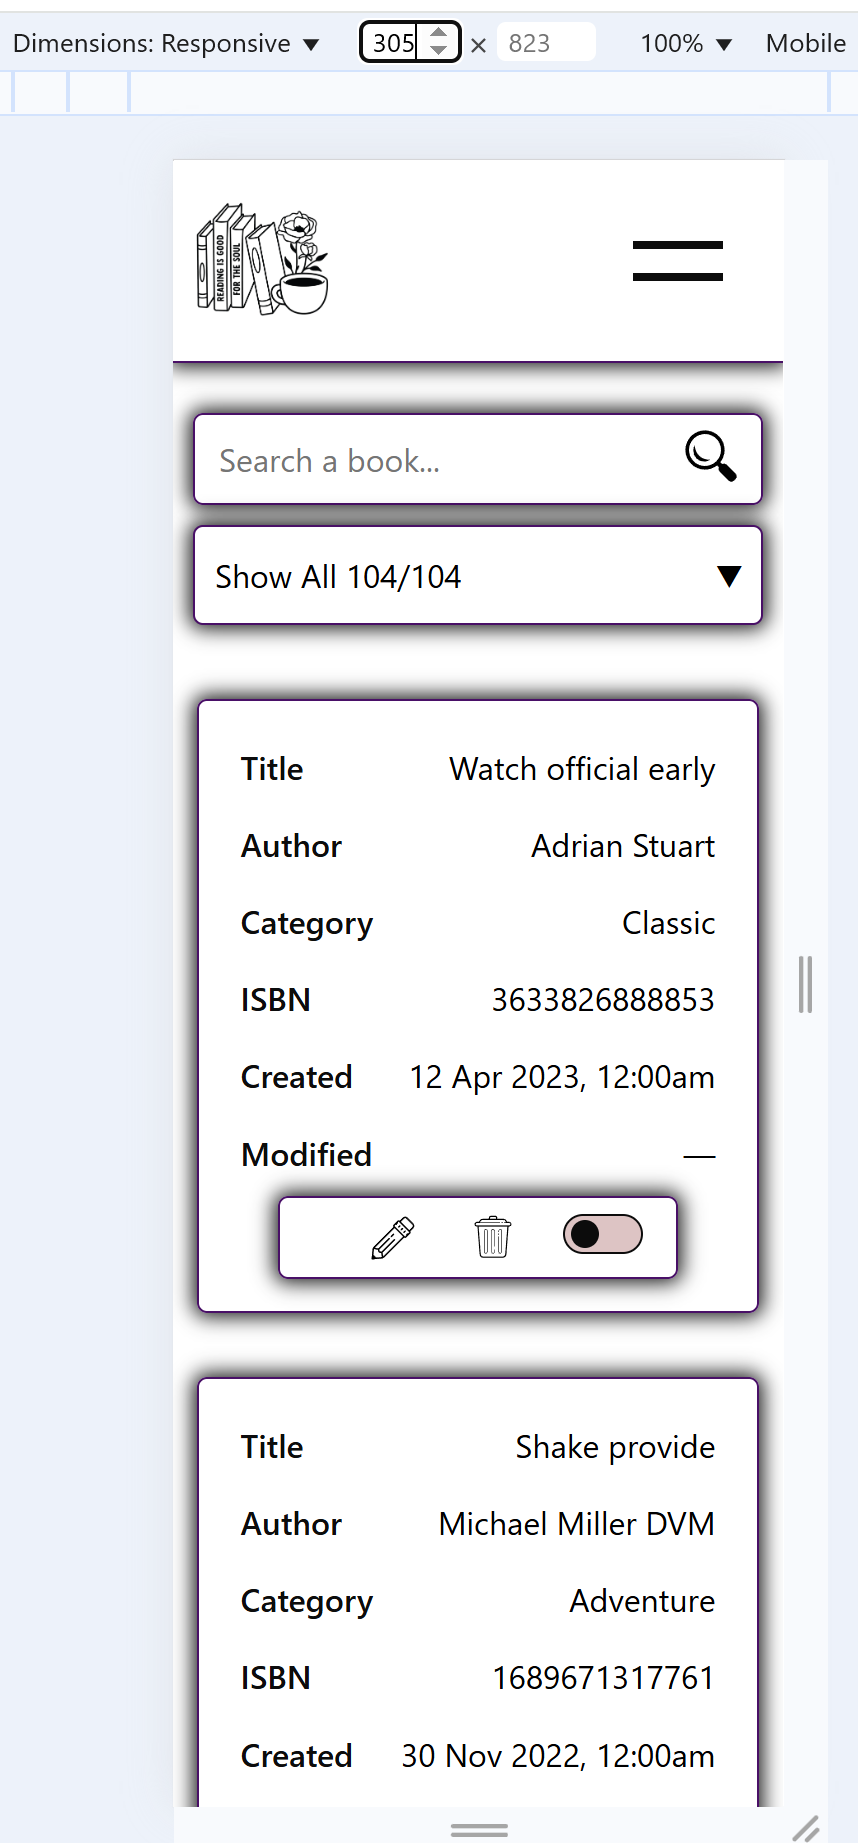 Dimensions: Responsive ▼ 305 × 823 100% ▼ Mobile
READING IS GOOD
FOR THE SOUL
Search a book...
Show All 104/104 ▼
Title Watch official early
Author Adrian Stuart
Category Classic
ISBN 3633826888853
Created 12 Apr 2023, 12:00am
Modified —
Title Shake provide
Author Michael Miller DVM
Category Adventure
ISBN 1689671317761
Created 30 Nov 2022, 12:00am